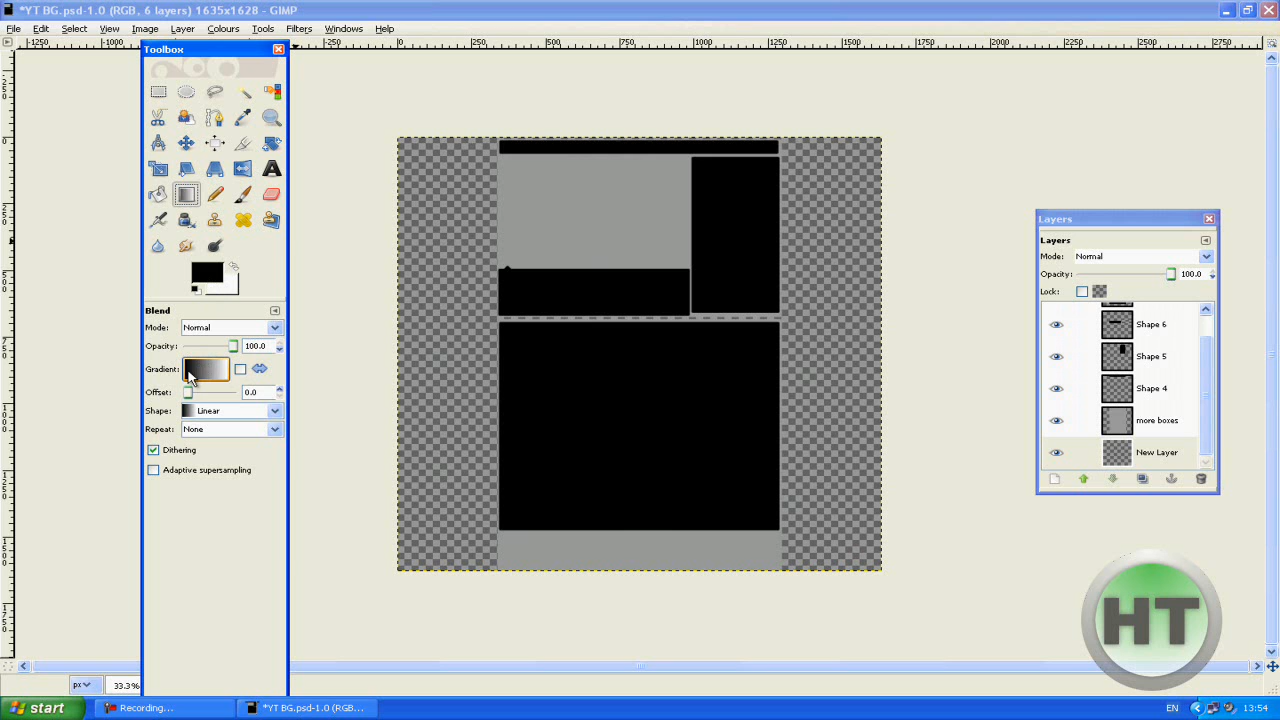 *YT BG.psd-1.0 (RGB, 6 layers) 1635x1628 - GIMP
File Edit Select View Image Layer Colours Tools Filters Windows Help
-1250 -1000 0 250 500 750 1000 1250 1500 2000 2250 2500 2750
Toolbox
Blend
Mode: Normal
Opacity: 100.0
Gradient:
Offset: 0.0
Shape: Linear
Repeat: None
Dithering
Adaptive supersampling
Layers
Layers
Mode: Normal
Opacity: 100.0
Lock:
Shape 6
Shape 5
Shape 4
more boxes
New Layer
HT
px 33.3%
start Recording... *YT BG.psd-1.0 (RGB... EN 13:54